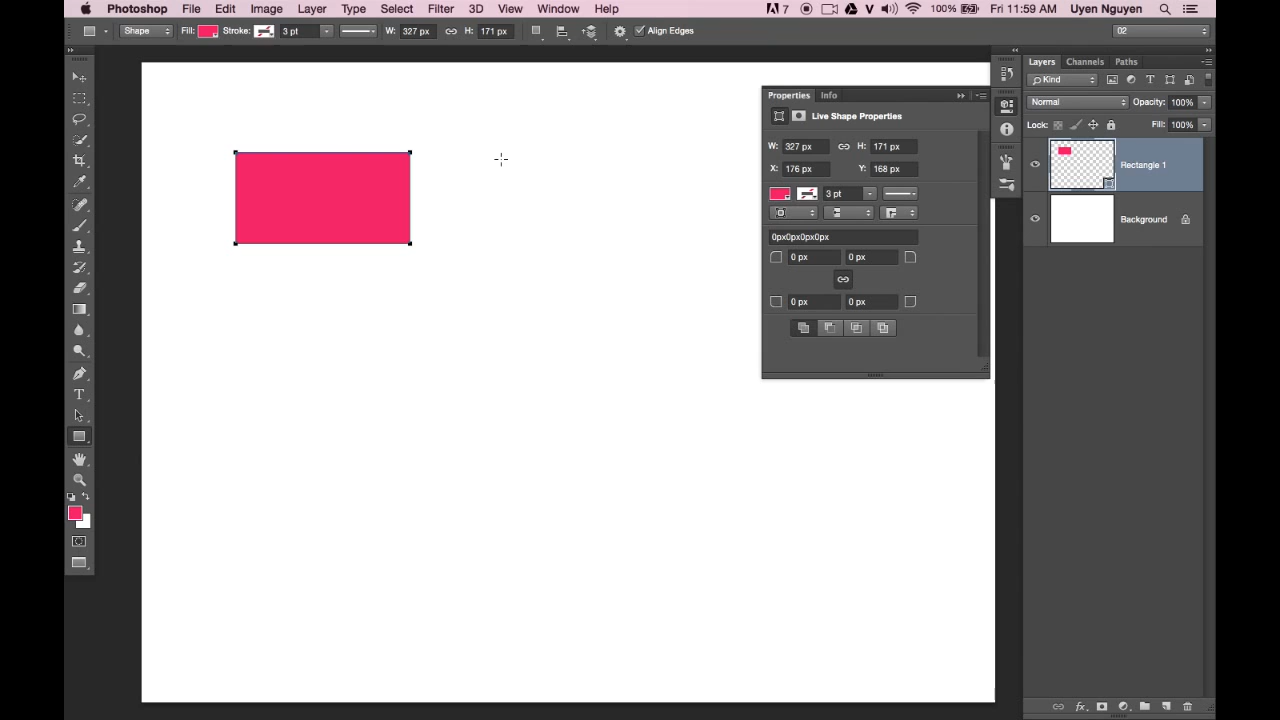 Photoshop File Edit Image Layer Type Select Filter 3D View Window Help 7 V 100% Fri 11:59 AM Uyen Nguyen
Shape Fill: Stroke: 3 pt W: 327 px H: 171 px Align Edges 02
Layers Channels Paths
Kind T
Normal Opacity: 100%
Lock: Fill: 100%
Rectangle 1
Background
Properties Info
Live Shape Properties
W: 327 px H: 171 px
X: 176 px Y: 168 px
3 pt
0px0px0px0px
0 px 0 px
0 px 0 px
T
fx